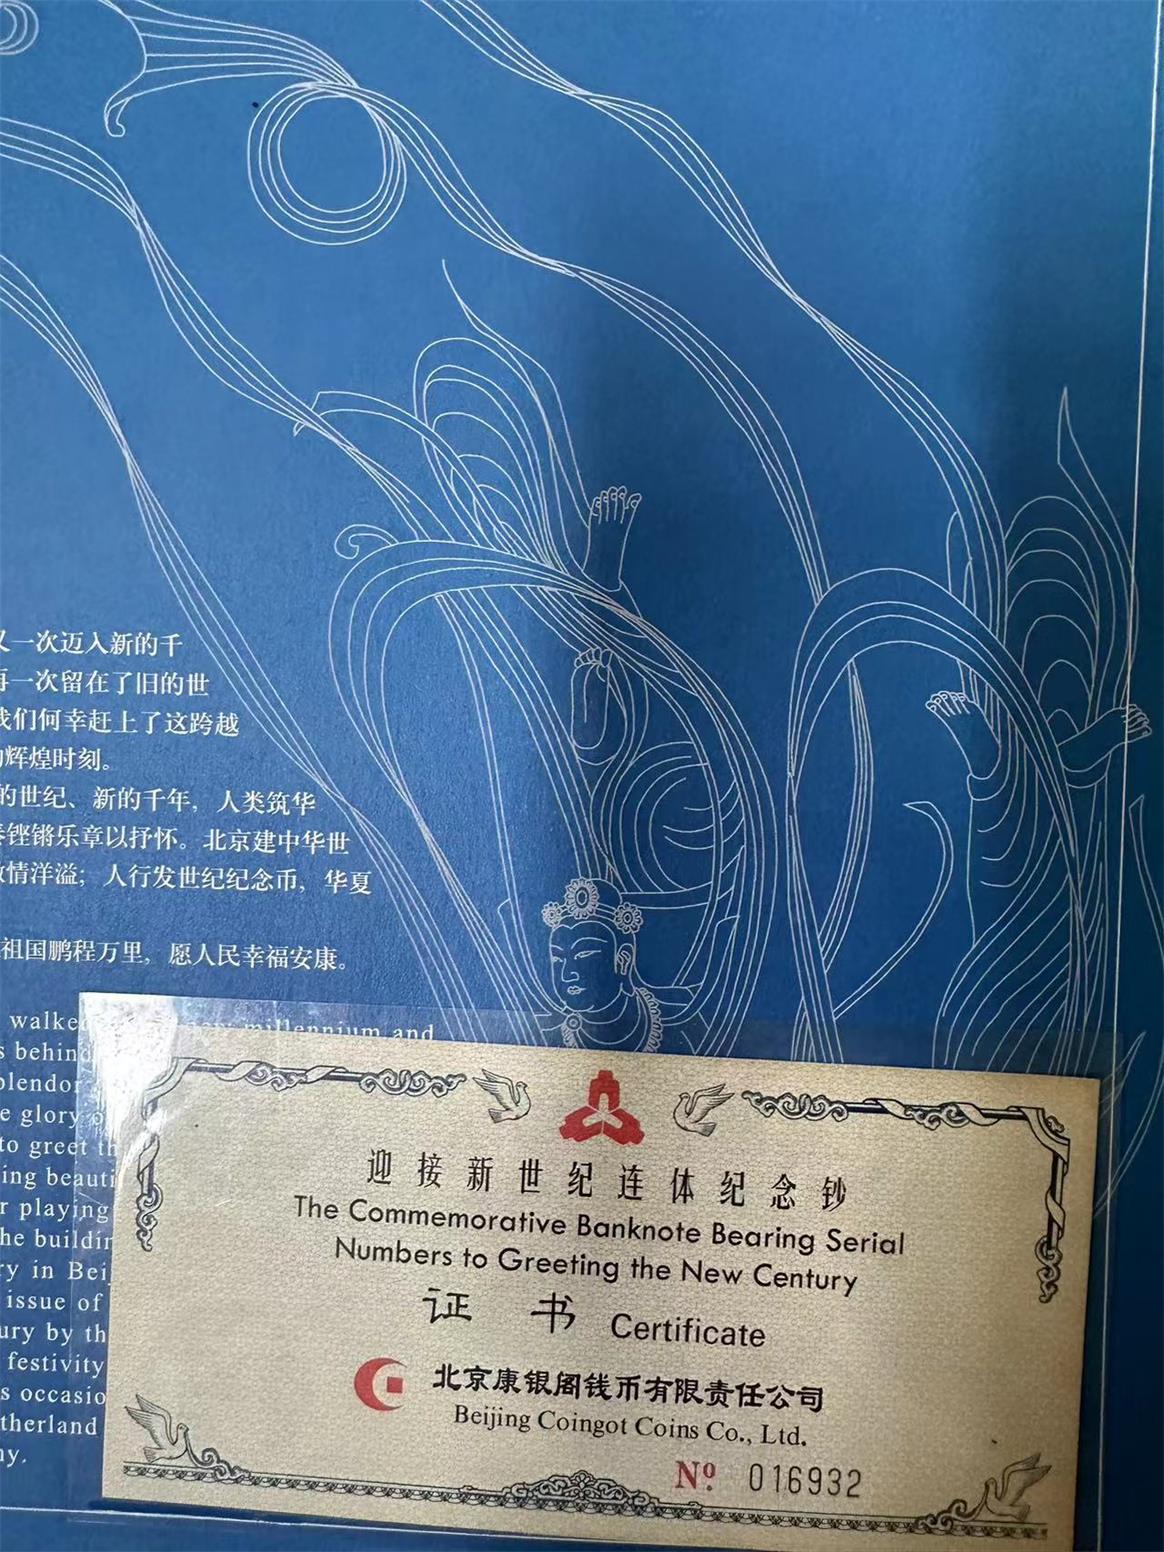 又一次迈入新的千
再一次留在了旧的世
我们何幸赶上了这跨越
的辉煌时刻。
的世纪、新的千年，人类筑华
奏铿锵乐章以抒怀。北京建中华世
激情洋溢；人行发世纪纪念币，华夏
祖国鹏程万里，愿人民幸福安康。
millennium and
behind
e glory
to greet
playing
in
issue of
ury by th
festivity
s occasio
therland
ny.
迎接新世纪连体纪念钞
The Commemorative Banknote Bearing Serial
Numbers to Greeting the New Century
证书 Certificate
北京康银阁钱币有限责任公司
Beijing Coingot Coins Co., Ltd.
Nº. 016932